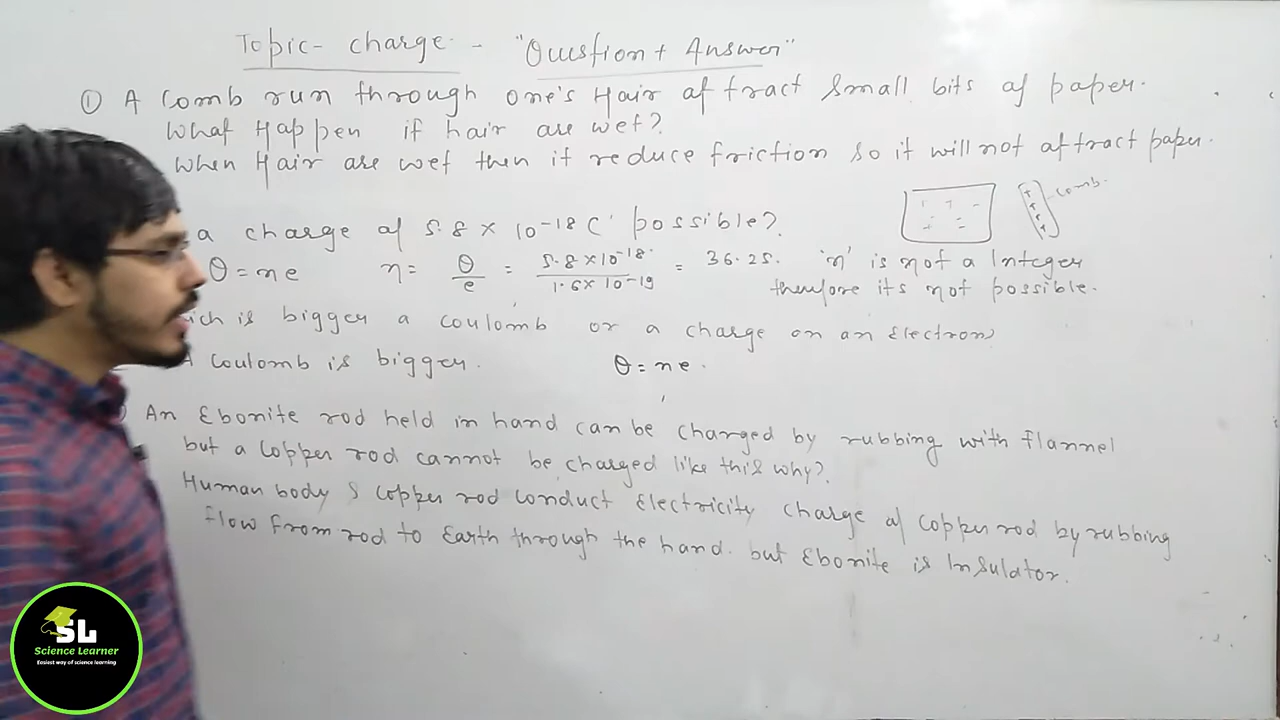 Topic- charge - "Question + Answer"
① A Comb run through one's Hair attract small bits of paper.
What Happen if hair are wet?
When Hair are wet then it reduce friction so it will not attract paper.
comb.
a charge of 5.8 × 10-18 C possible?
Q = ne n = Q/e = 5.8 × 10-18 / 1.6 × 10-19 = 36.25. 'n' is not a Integer
therefore its not possible.
is bigger a coulomb or a charge on an Electron
Coulomb is bigger. Q = ne.
An Ebonite rod held in hand can be charged by rubbing with flannel
but a Copper rod cannot be charged like this why?
Human body & Copper rod conduct Electricity charge of Copper rod by rubbing
flow from rod to Earth through the hand. but Ebonite is Insulator.
SL
Science Learner
Easiest way of science learning